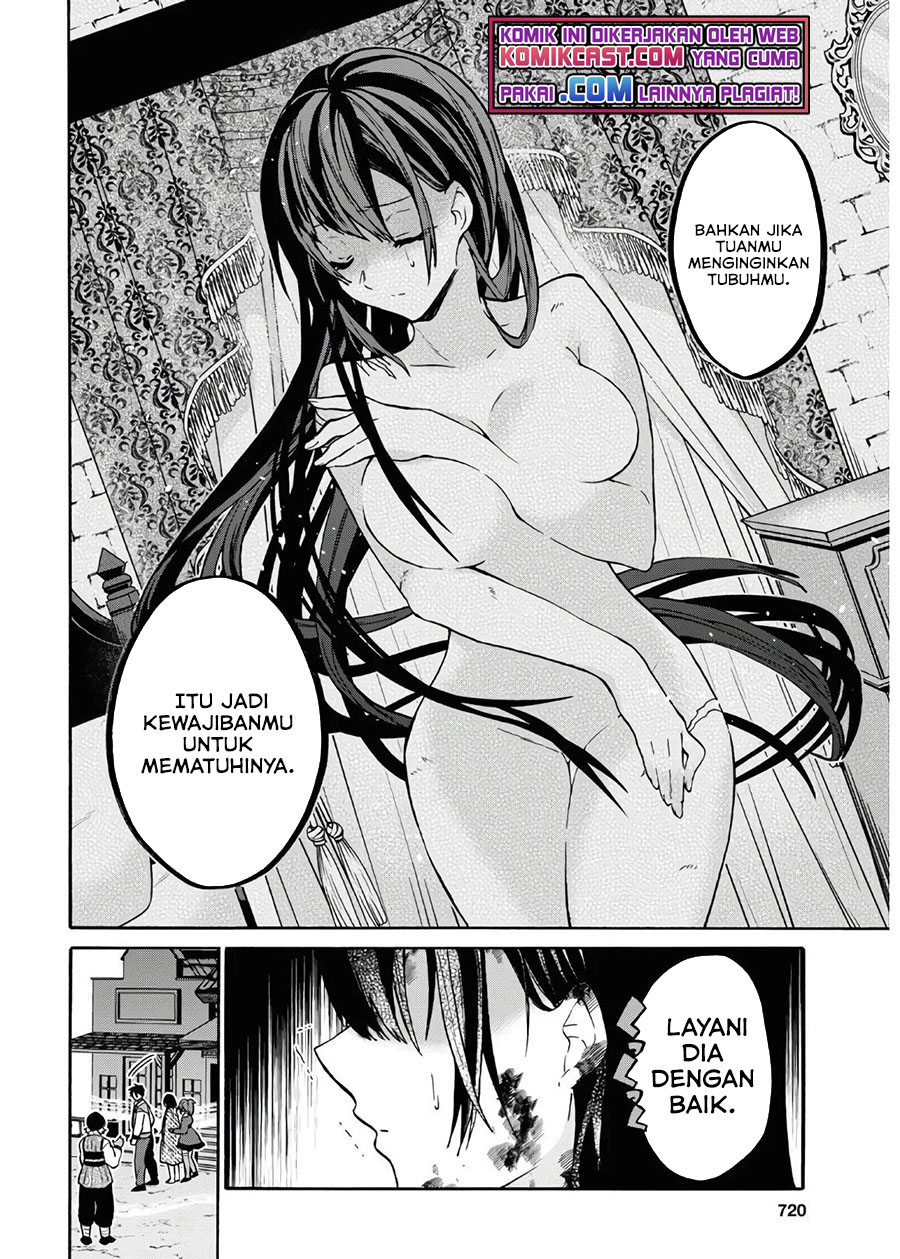 KOMIK INI DIKERJAKAN OLEH WEB
KOMIKCAST.COM YANG CUMA
PAKAI .COM LAINNYA PLAGIAT!
BAHKAN JIKA
TUANMU
MENGINGINKAN
TUBUHMU.
ITU JADI
KEWAJIBANMU
UNTUK
MEMATUHINYA.
LAYANI
DIA
DENGAN
BAIK.
720